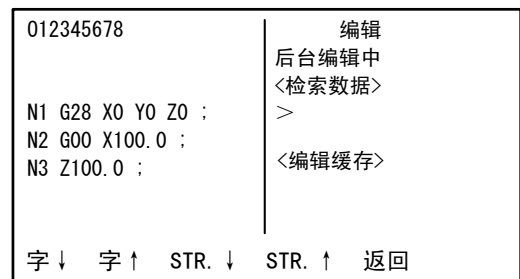 O12345678
N1 G28 X0 Y0 Z0 ;
N2 G00 X100.0 ;
N3 Z100.0 ;
编辑
后台编辑中
<检索数据>
>
<编辑缓存>
字↓ 字↑ STR. ↓ STR. ↑ 返回